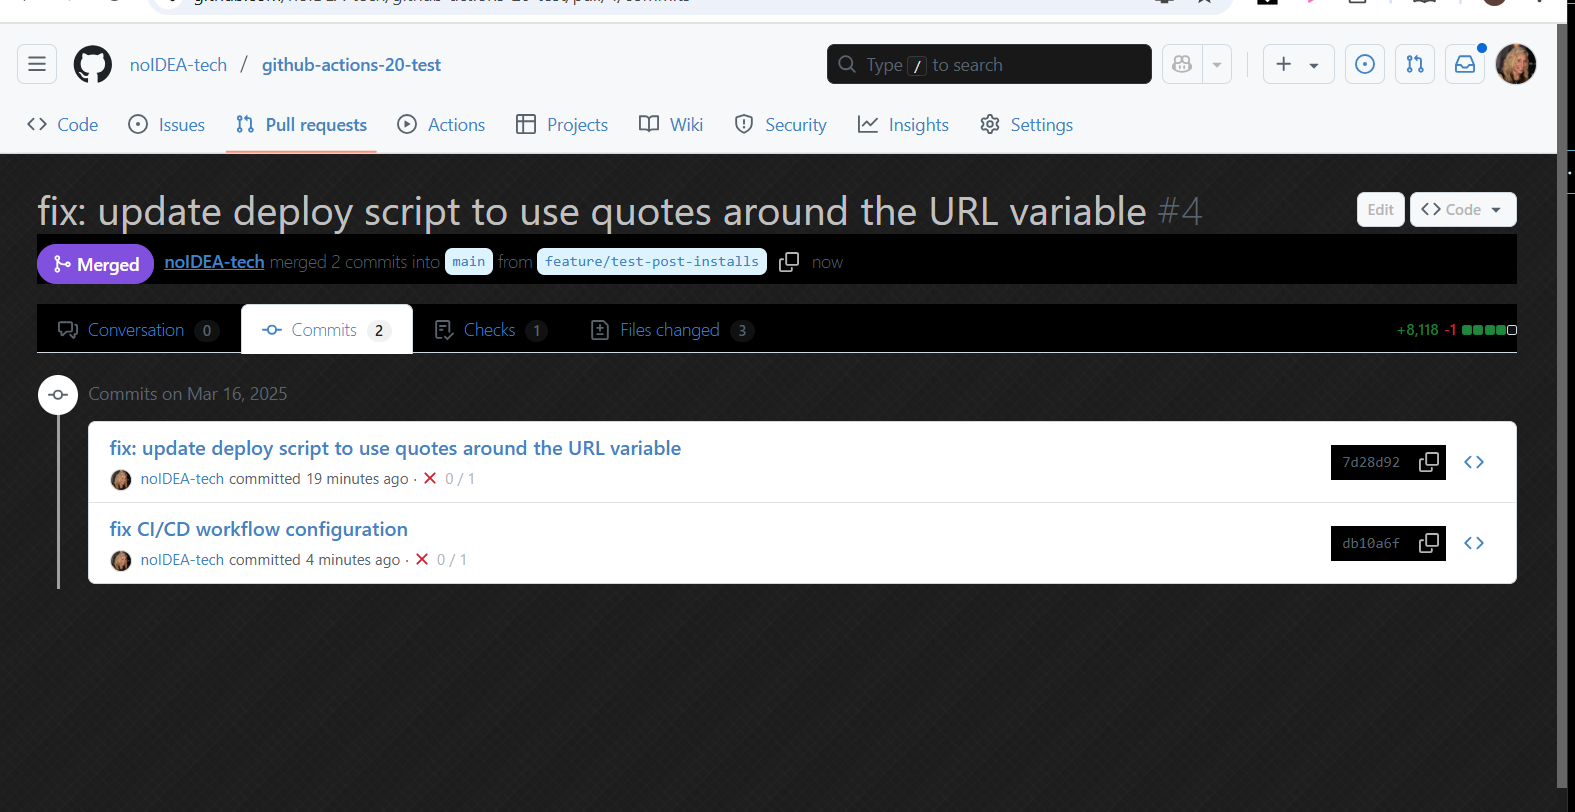 noIDEA-tech / github-actions-20-test
Type / to search
Code Issues Pull requests Actions Projects Wiki Security Insights Settings
fix: update deploy script to use quotes around the URL variable #4
Edit Code
Merged noIDEA-tech merged 2 commits into main from feature/test-post-installs now
Conversation 0 Commits 2 Checks 1 Files changed 3 +8,118 -1
Commits on Mar 16, 2025
fix: update deploy script to use quotes around the URL variable
noIDEA-tech committed 19 minutes ago · 0 / 1
7d28d92
fix CI/CD workflow configuration
noIDEA-tech committed 4 minutes ago · 0 / 1
db10a6f